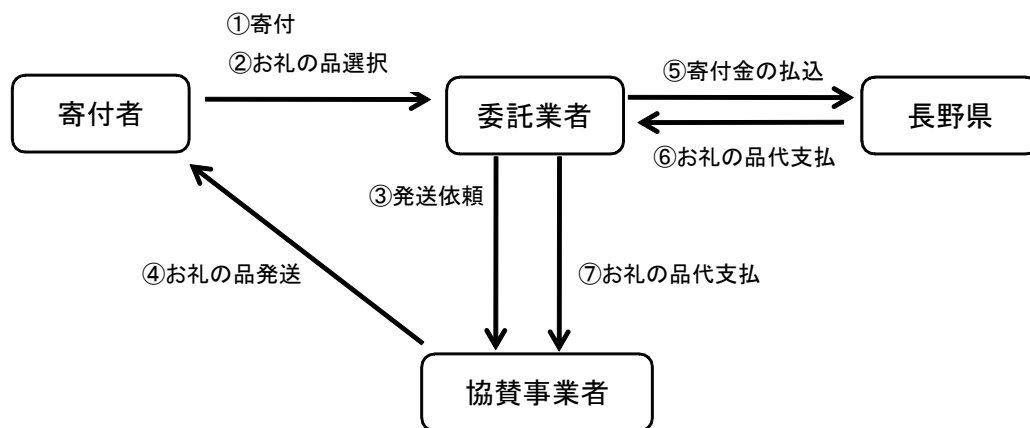 ①寄付
②お礼の品選択
寄付者
委託業者
⑤寄付金の払込
長野県
⑥お礼の品代支払
③発送依頼
④お礼の品発送
⑦お礼の品代支払
協賛事業者